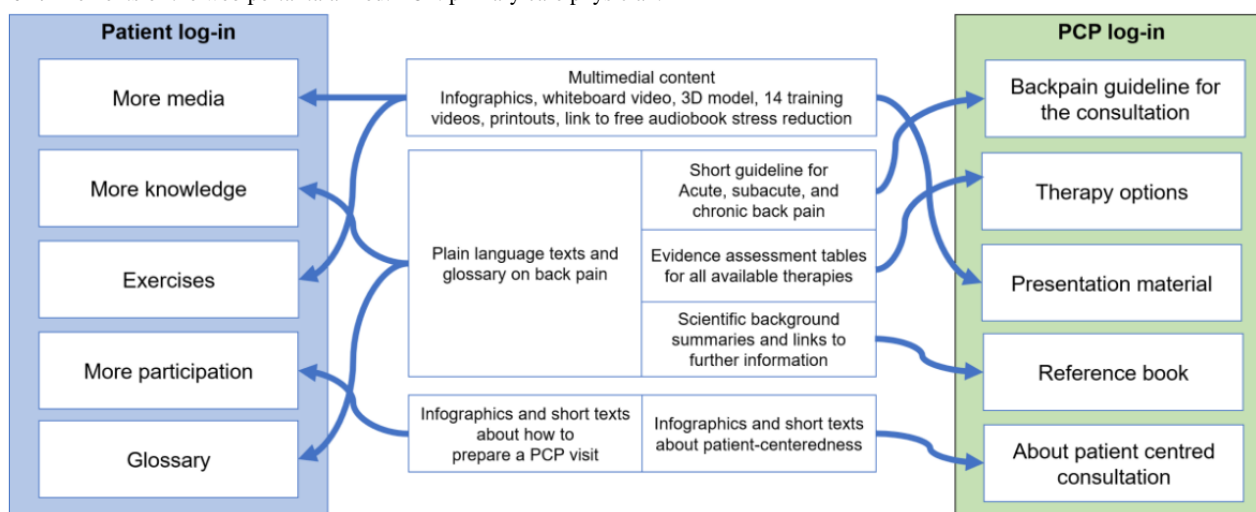 Patient log-in
More media
More knowledge
Exercises
More participation
Glossary
Multimedial content
Infographics, whiteboard video, 3D model, 14 training
videos, printouts, link to free audiobook stress reduction
Plain language texts and
glossary on back pain
Short guideline for
Acute, subacute, and
chronic back pain
Evidence assessment tables
for all available therapies
Scientific background
summaries and links to
further information
Infographics and short texts
about how to
prepare a PCP visit
Infographics and short texts
about patient-centeredness
PCP log-in
Backpain guideline for
the consultation
Therapy options
Presentation material
Reference book
About patient centred
consultation